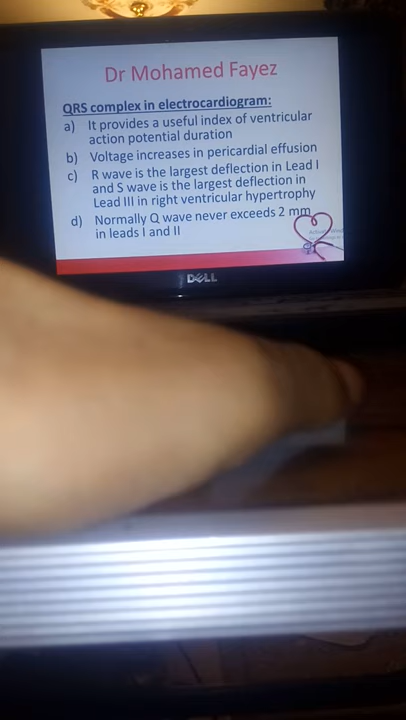 Dr Mohamed Fayez
QRS complex in electrocardiogram:
a) It provides a useful index of ventricular
action potential duration
b) Voltage increases in pericardial effusion
c) R wave is the largest deflection in Lead I
and S wave is the largest deflection in
Lead III in right ventricular hypertrophy
d) Normally Q wave never exceeds 2 mm
in leads I and II
DELL